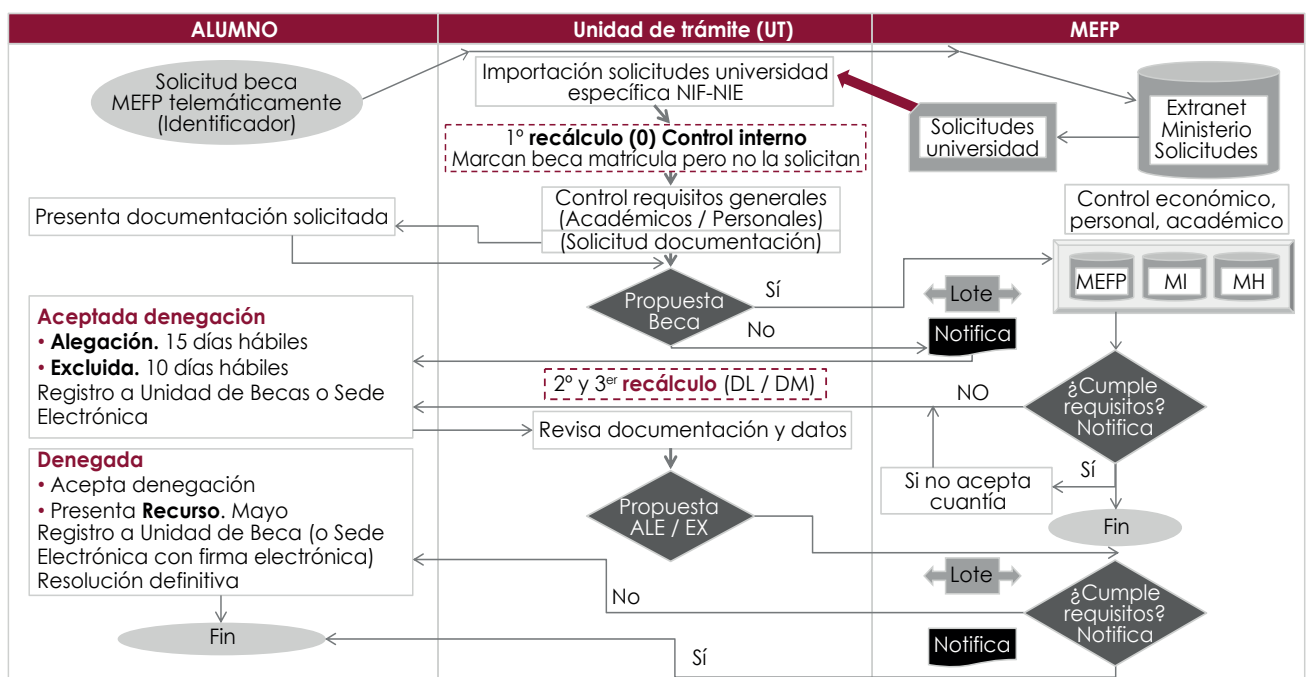 ALUMNO
Unidad de trámite (UT)
MEFP
Solicitud beca
MEFP telemáticamente
(Identificador)
Importación solicitudes universidad
específica NIF-NIE
Solicitudes
universidad
Extranet
Ministerio
Solicitudes
1º recálculo (0) Control interno
Marcan beca matrícula pero no la solicitan
Control requisitos generales
(Académicos / Personales)
(Solicitud documentación)
Presenta documentación solicitada
Control económico,
personal, académico
MEFP
MI
MH
Propuesta
Beca
Sí
No
Lote
Notifica
Aceptada denegación
• Alegación. 15 días hábiles
• Excluida. 10 días hábiles
Registro a Unidad de Becas o Sede
Electrónica
2º y 3er recálculo (DL / DM)
NO
¿Cumple
requisitos?
Notifica
Revisa documentación y datos
Sí
Si no acepta
cuantía
Fin
Denegada
• Acepta denegación
• Presenta Recurso. Mayo
Registro a Unidad de Beca (o Sede
Electrónica con firma electrónica)
Resolución definitiva
Propuesta
ALE / EX
Lote
¿Cumple
requisitos?
Notifica
No
Fin
Notifica
Sí